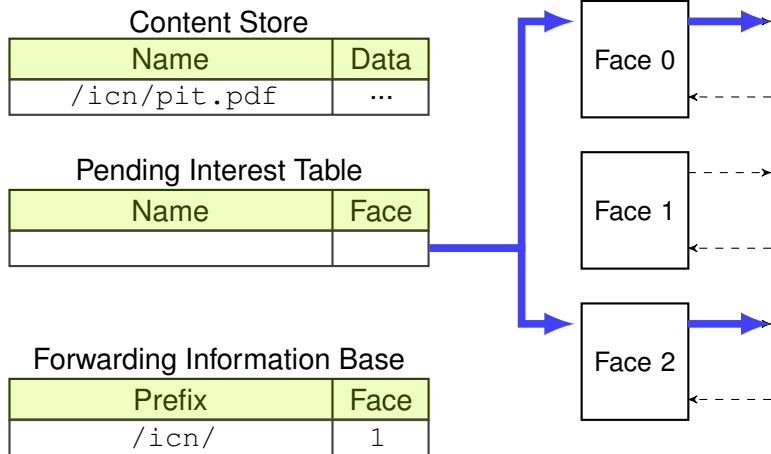 Content Store
Name Data
/icn/pit.pdf ...
Pending Interest Table
Name Face
Forwarding Information Base
Prefix Face
/icn/ 1
Face 0
Face 1
Face 2